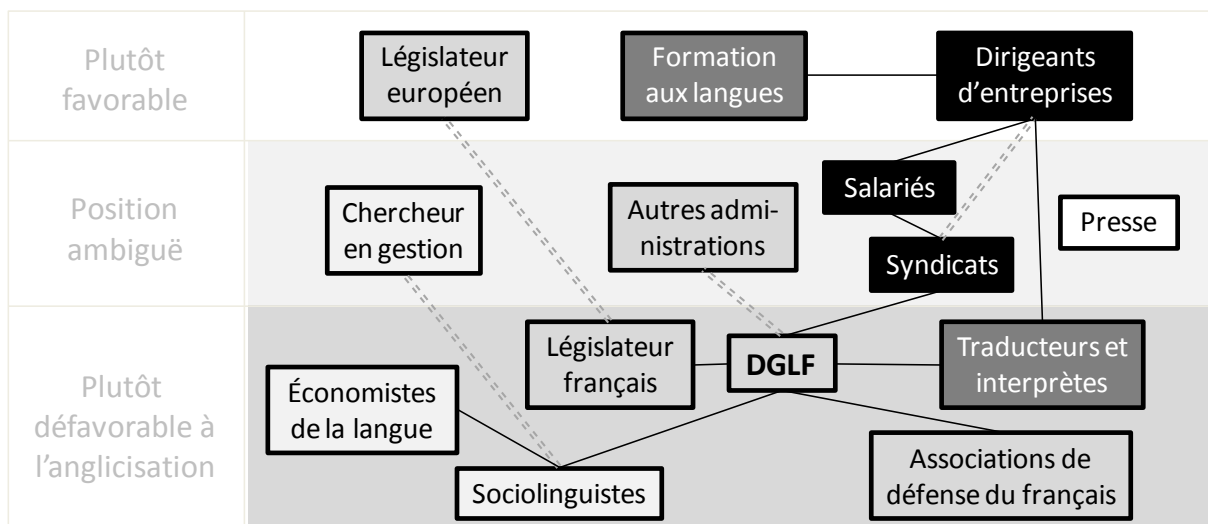 Plutôt
favorable
Législateur
européen
Formation
aux langues
Dirigeants
d’entreprises
Position
ambiguë
Chercheur
en gestion
Autres admi-
nistrations
Salariés
Syndicats
Presse
Plutôt
défavorable à
l’anglicisation
Économistes
de la langue
Législateur
français
DGLF
Traducteurs et
interprètes
Sociolinguistes
Associations de
défense du français